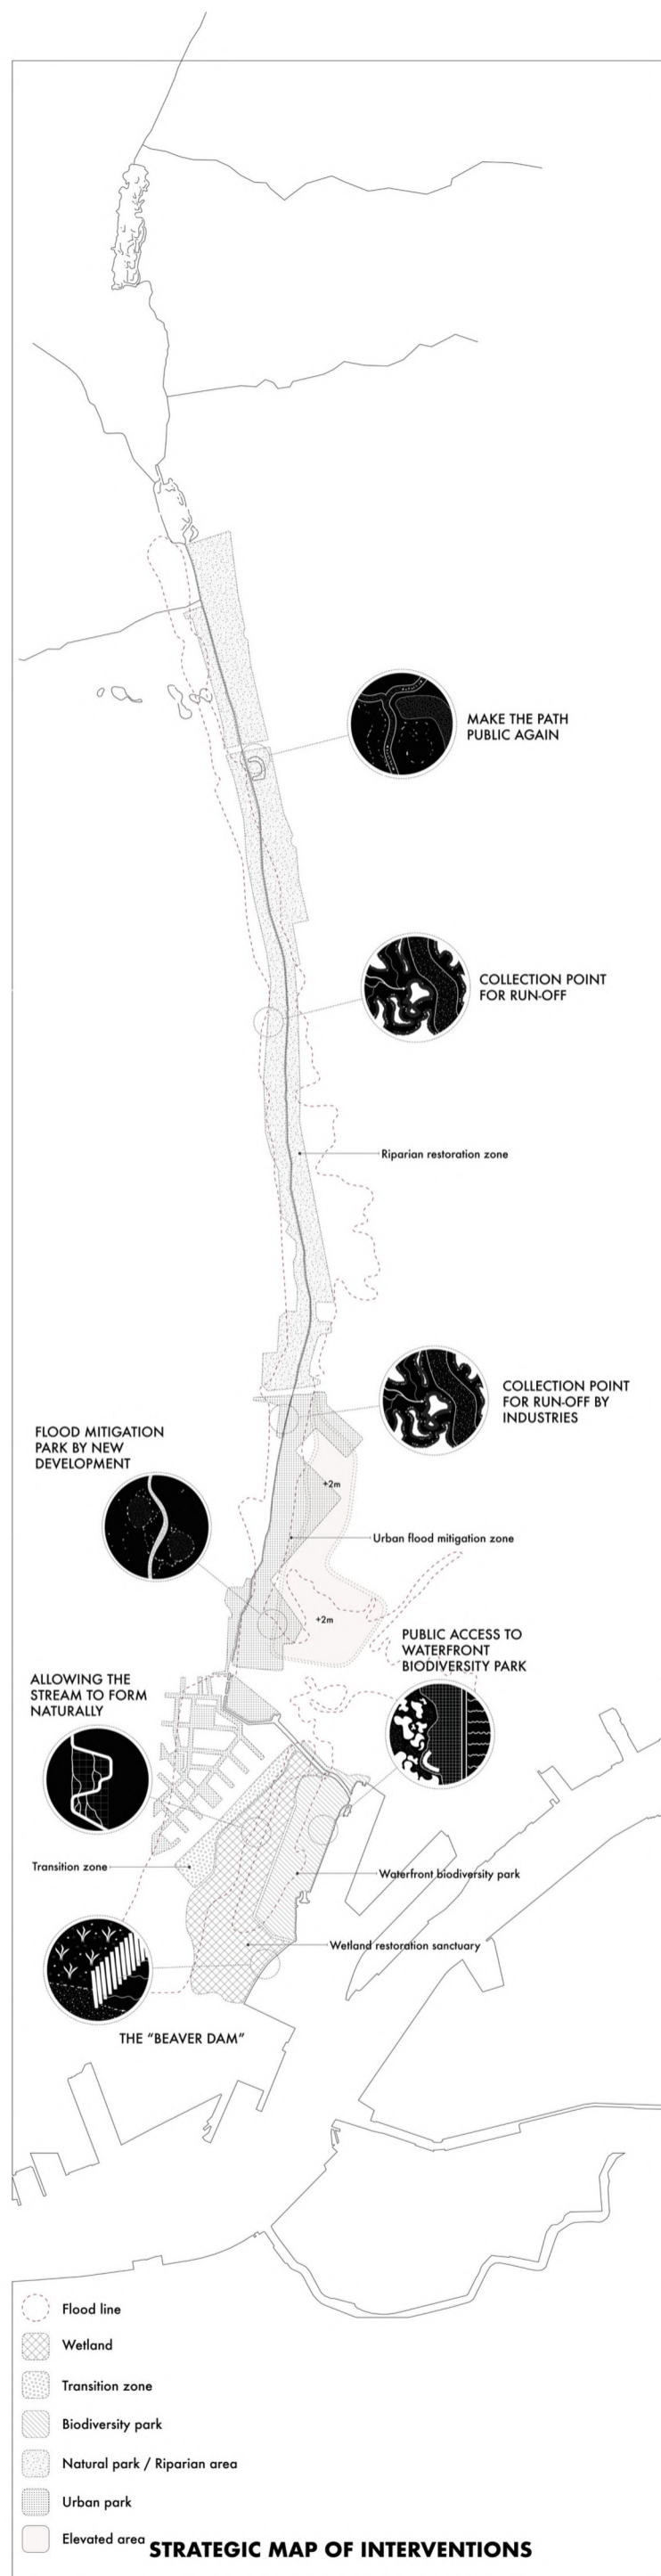 MAKE THE PATH
PUBLIC AGAIN
COLLECTION POINT
FOR RUN-OFF
Riparian restoration zone
COLLECTION POINT
FOR RUN-OFF BY
INDUSTRIES
FLOOD MITIGATION
PARK BY NEW
DEVELOPMENT
+2m
Urban flood mitigation zone
+2m
PUBLIC ACCESS TO
WATERFRONT
BIODIVERSITY PARK
ALLOWING THE
STREAM TO FORM
NATURALLY
Transition zone
Waterfront biodiversity park
Wetland restoration sanctuary
THE “BEAVER DAM”
Flood line
Wetland
Transition zone
Biodiversity park
Natural park / Riparian area
Urban park
Elevated area
STRATEGIC MAP OF INTERVENTIONS